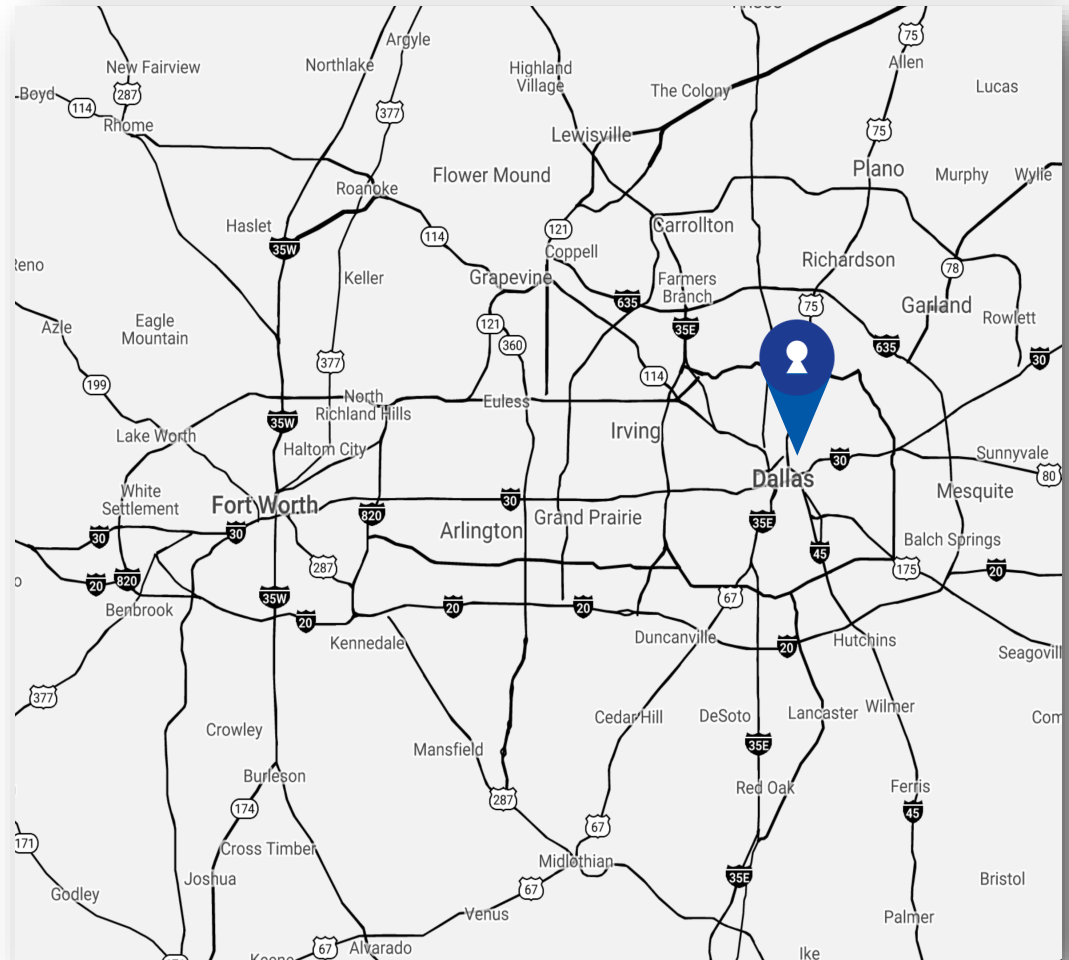 Argyle
75
New Fairview
Northlake
Highland
Village
Allen
Boyd
114
287
377
The Colony
Lucas
Rhome
Lewisville
75
Flower Mound
Plano
Murphy
Wylie
Roanoke
Haslet
35W
114
121
Carrollton
Coppell
Richardson
78
Keller
Grapevine
Farmers
Branch
635
75
Garland
Rowlett
Azle
Eagle
Mountain
121
360
35E
635
30
377
199
114
North
Richland Hills
Euless
35W
Irving
Lake Worth
Haltom City
30
Sunnyvale
80
Dallas
White
Settlement
Fort Worth
30
820
Mesquite
Arlington
Grand Prairie
35E
30
30
45
Balch Springs
287
175
20
20
820
Benbrook
35W
20
20
20
67
Kennedale
Duncanville
20
Hutchins
377
Crowley
Cedar Hill
DeSoto
Lancaster
Wilmer
Mansfield
35E
Burleson
174
287
Red Oak
Ferris
45
171
Cross Timber
67
Midlothian
35E
Joshua
Godley
67
Bristol
Venus
Palmer
67
Alvarado
Ike